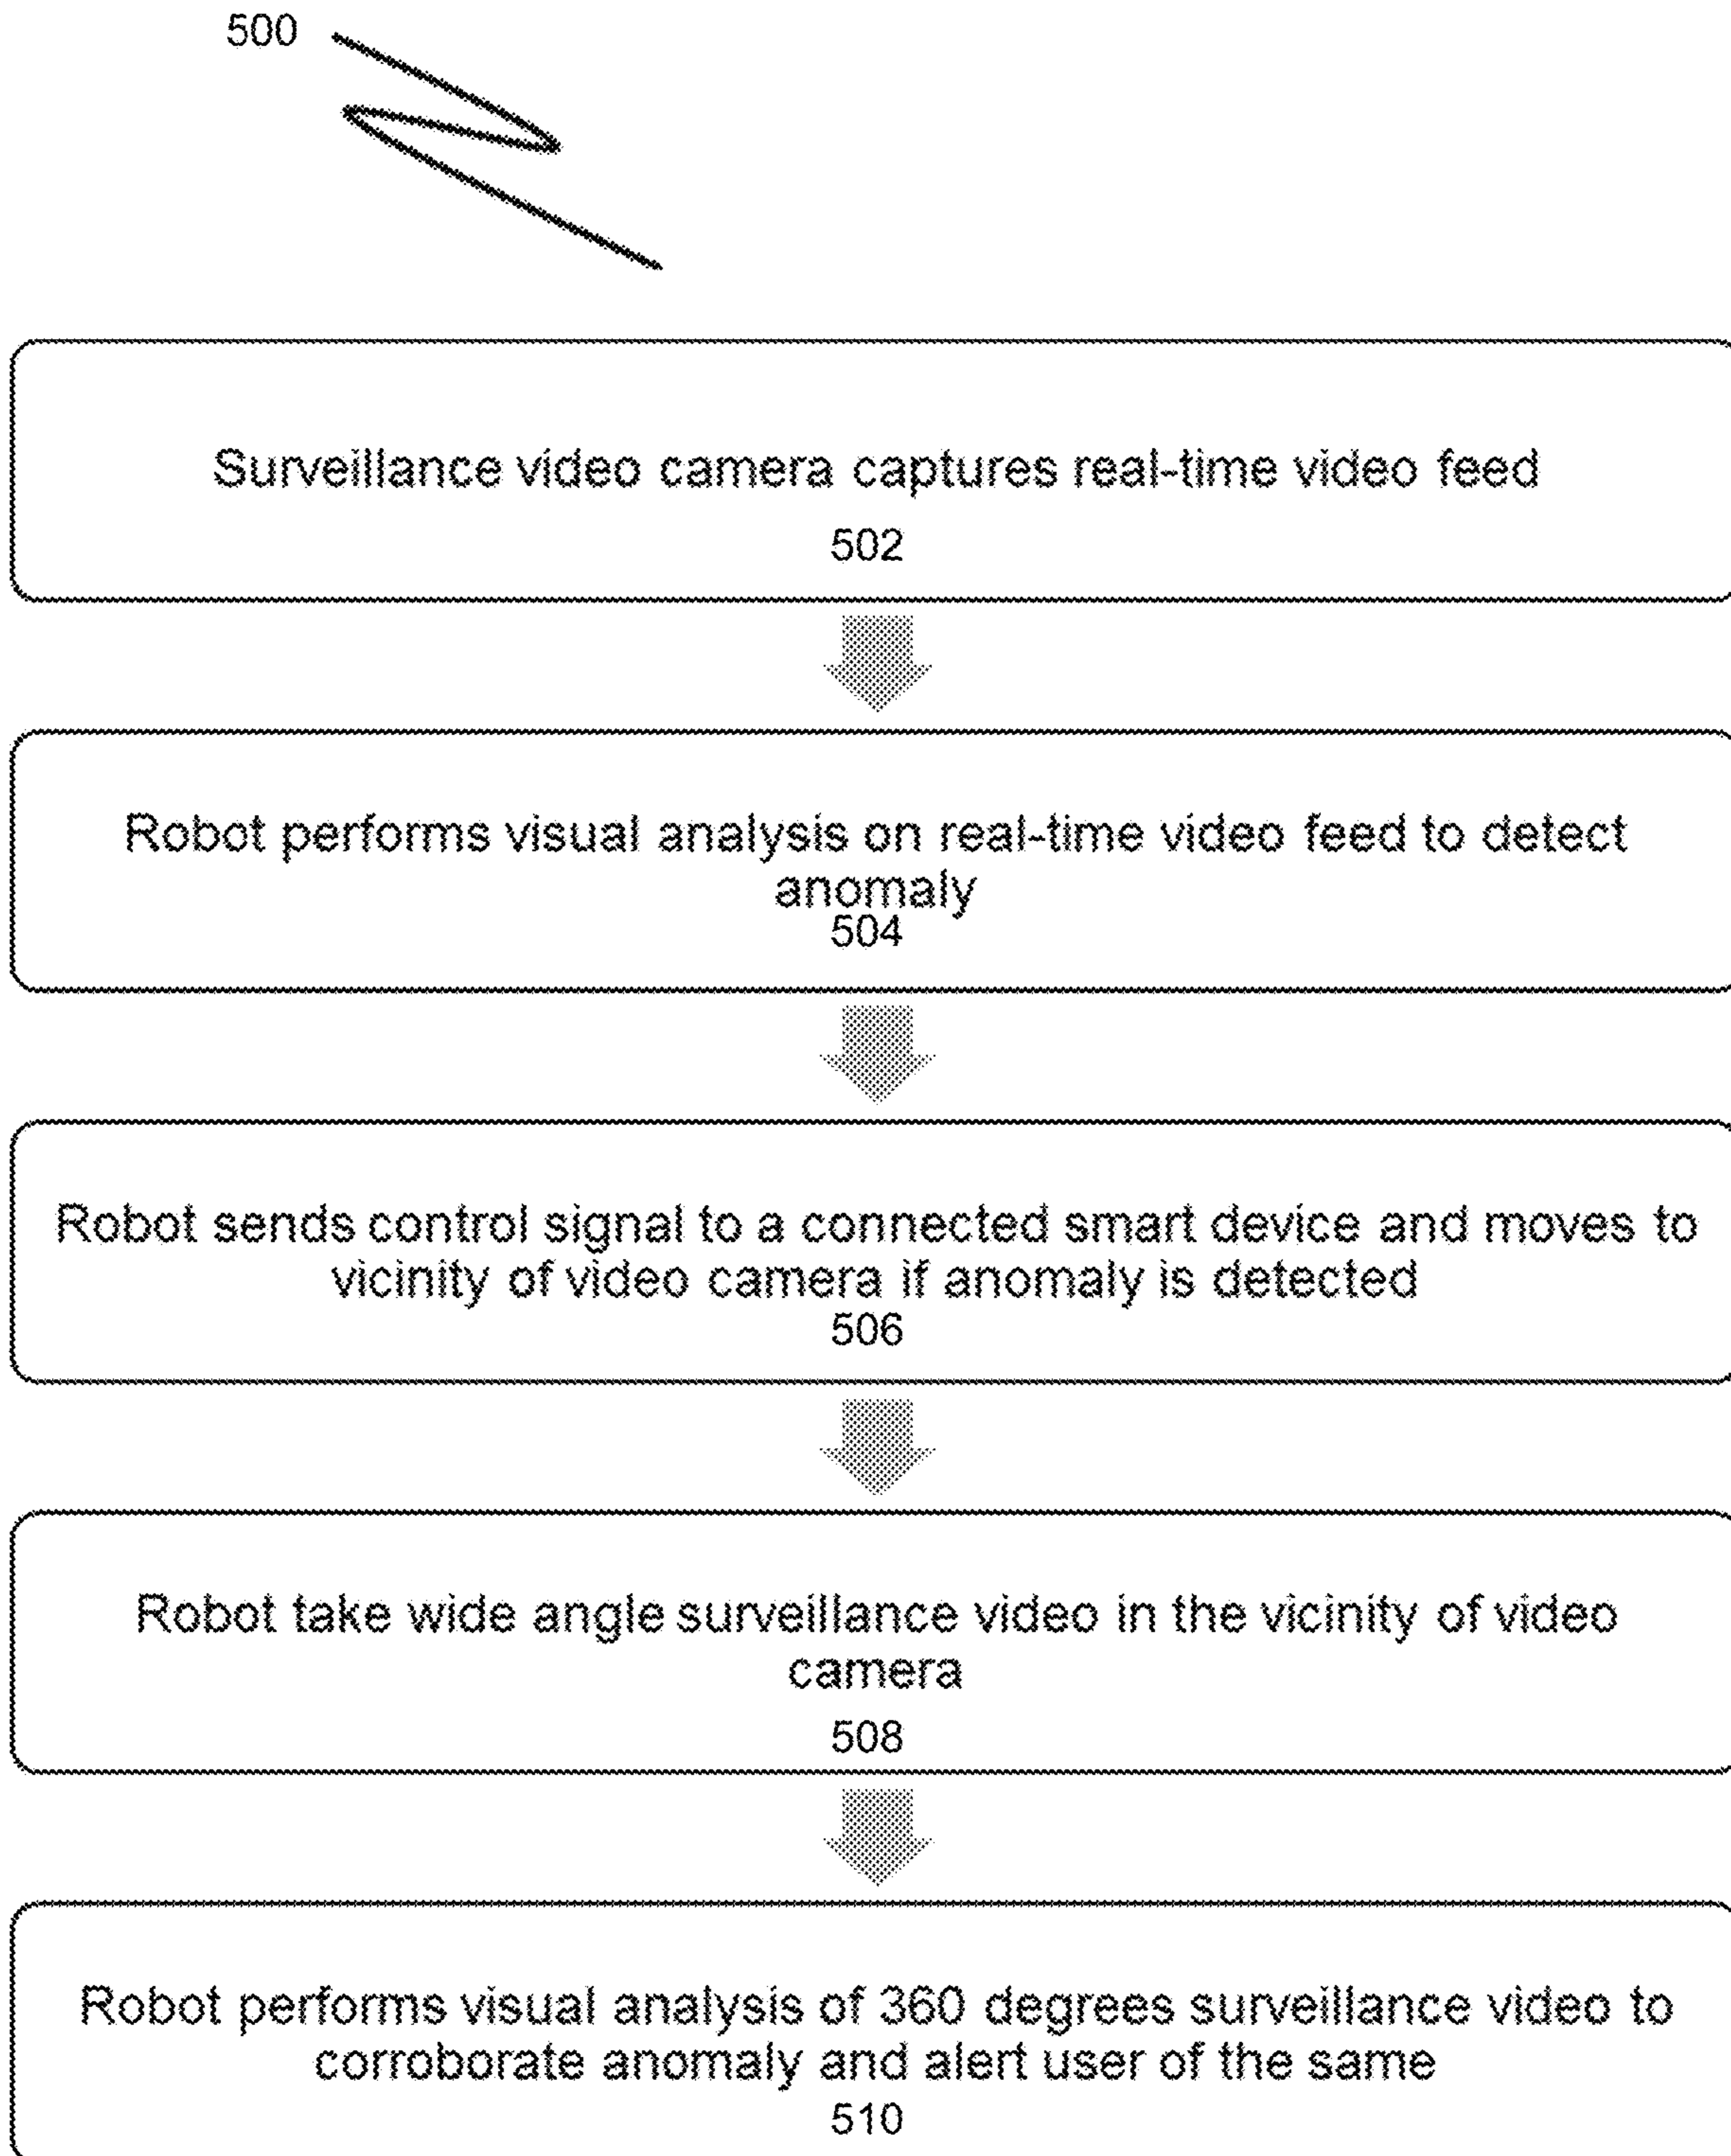 500
Surveillance video camera captures real-time video feed
502
Robot performs visual analysis on real-time video feed to detect
anomaly
504
Robot sends control signal to a connected smart device and moves to
vicinity of video camera if anomaly is detected
506
Robot take wide angle surveillance video in the vicinity of video
camera
508
Robot performs visual analysis of 360 degrees surveillance video to
corroborate anomaly and alert user of the same
510